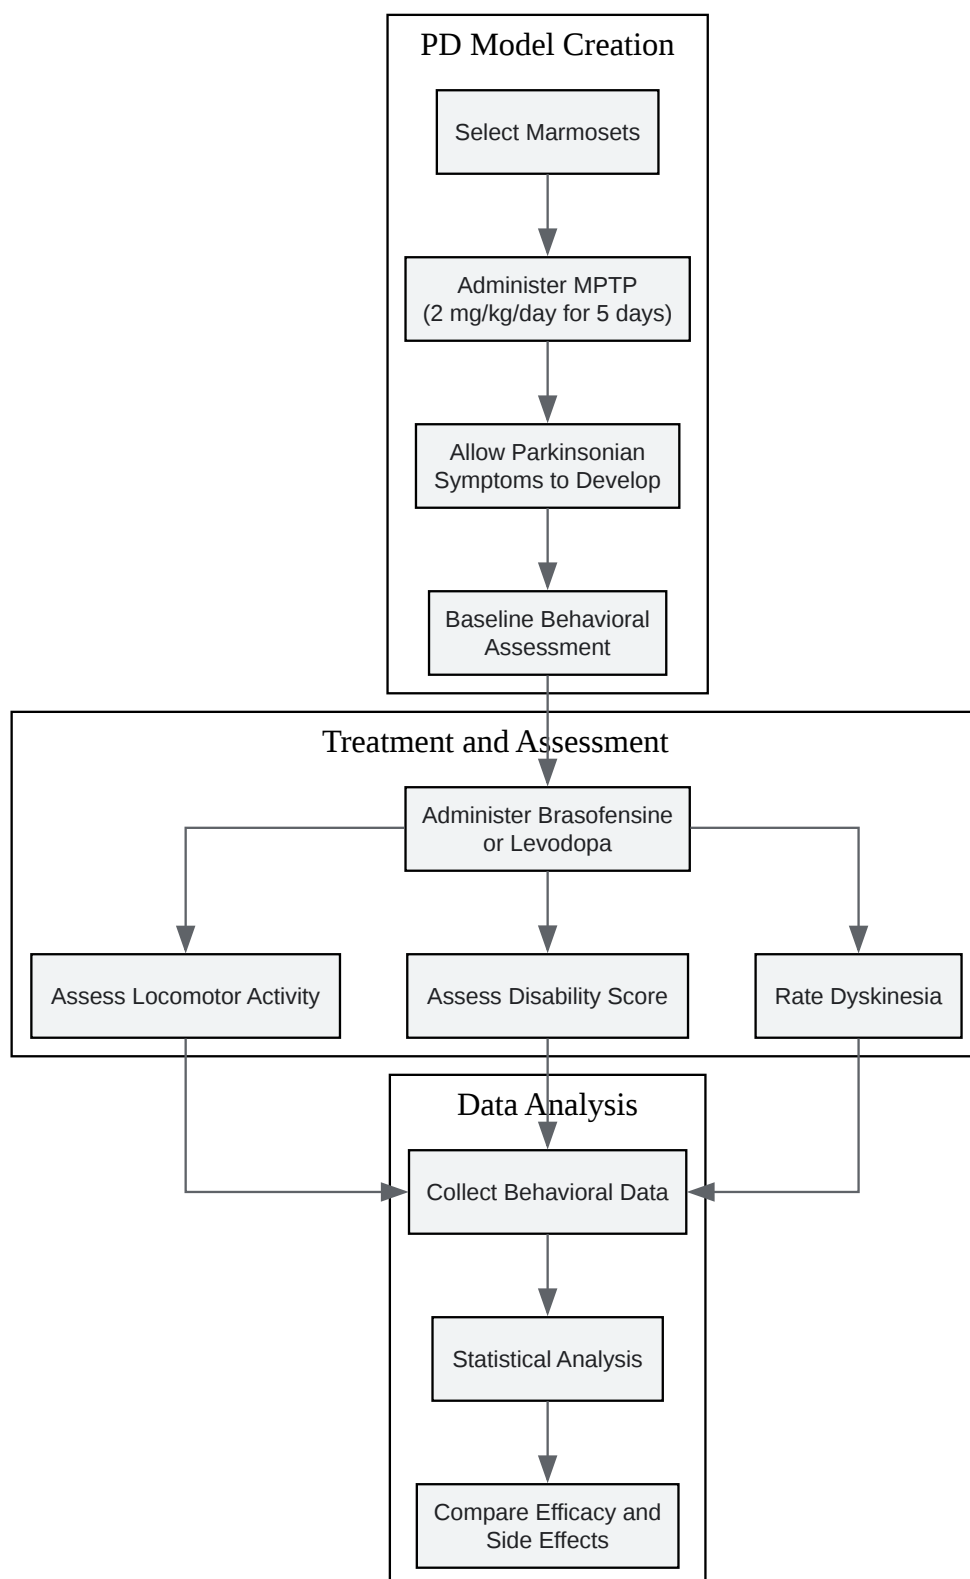 PD Model Creation
Select Marmosets
Administer MPTP
(2 mg/kg/day for 5 days)
Allow Parkinsonian
Symptoms to Develop
Baseline Behavioral
Assessment
Treatment and Assessment
Administer Brasofensine
or Levodopa
Assess Locomotor Activity
Assess Disability Score
Rate Dyskinesia
Data Analysis
Collect Behavioral Data
Statistical Analysis
Compare Efficacy and
Side Effects